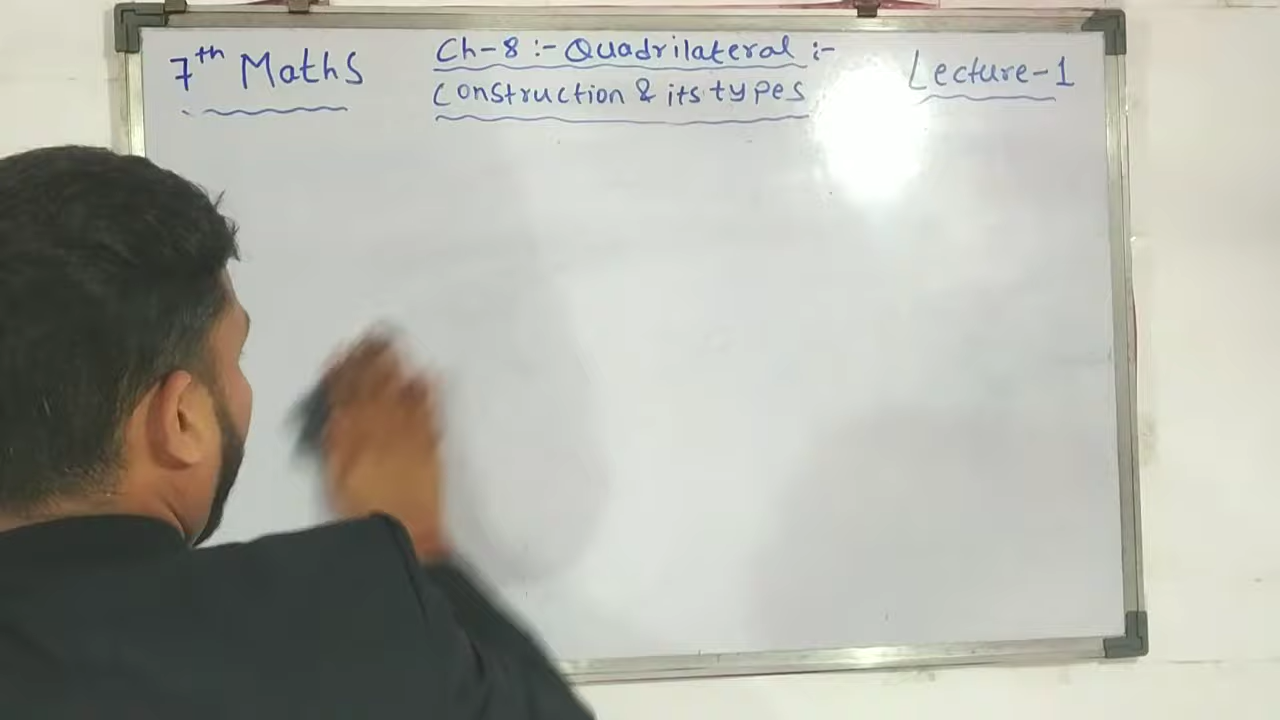 7th Maths
Ch-8 :- Quadrilateral :-
construction & its types
Lecture-1